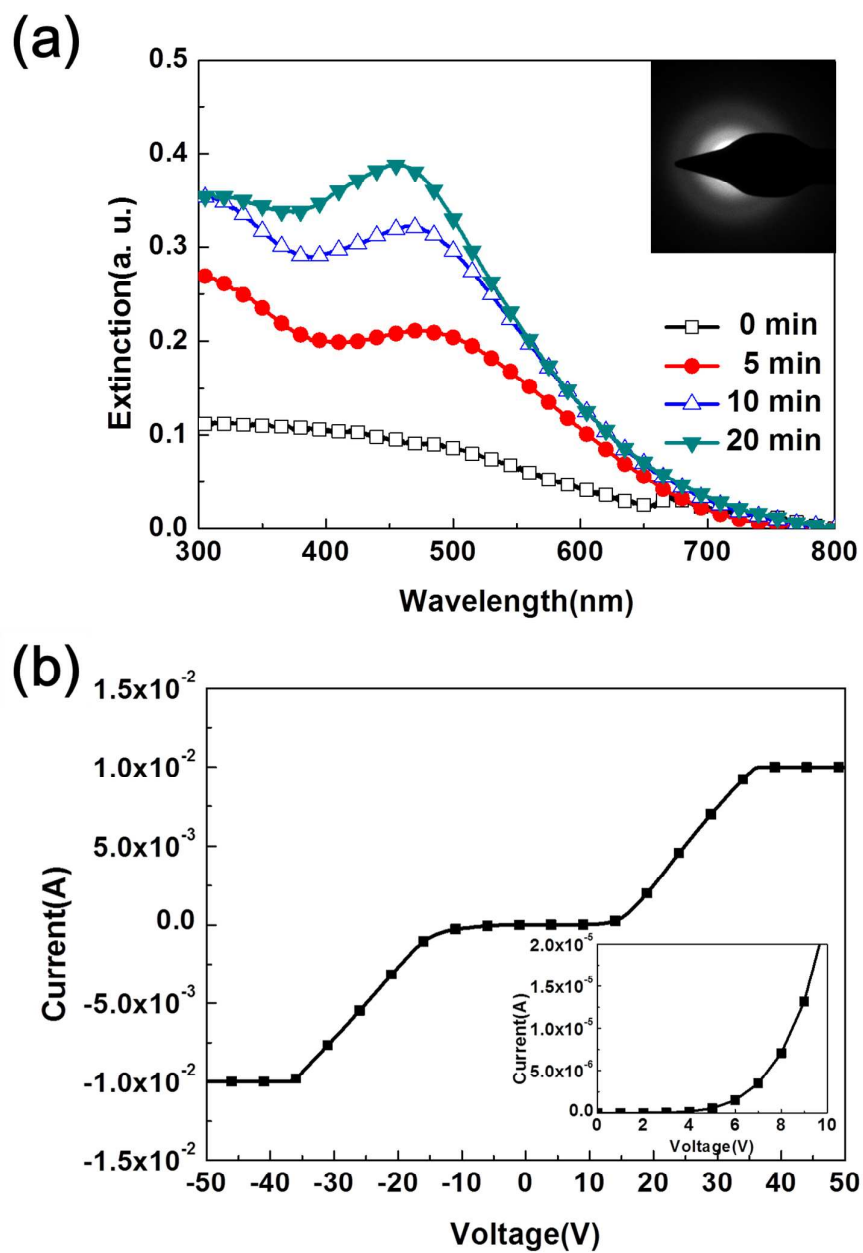 (a)
0.5
0.4
0.3
0.2
0.1
0.0
Extinction(a. u.)
0 min
5 min
10 min
20 min
300 400 500 600 700 800
Wavelength(nm)
(b)
1.5x10⁻²
1.0x10⁻²
5.0x10⁻³
0.0
-5.0x10⁻³
-1.0x10⁻²
-1.5x10⁻²
Current(A)
2.0x10⁻⁵
1.5x10⁻⁵
1.0x10⁻⁵
5.0x10⁻⁶
0.0
Current(A)
0 2 4 6 8 10
Voltage(V)
-50 -40 -30 -20 -10 0 10 20 30 40 50
Voltage(V)